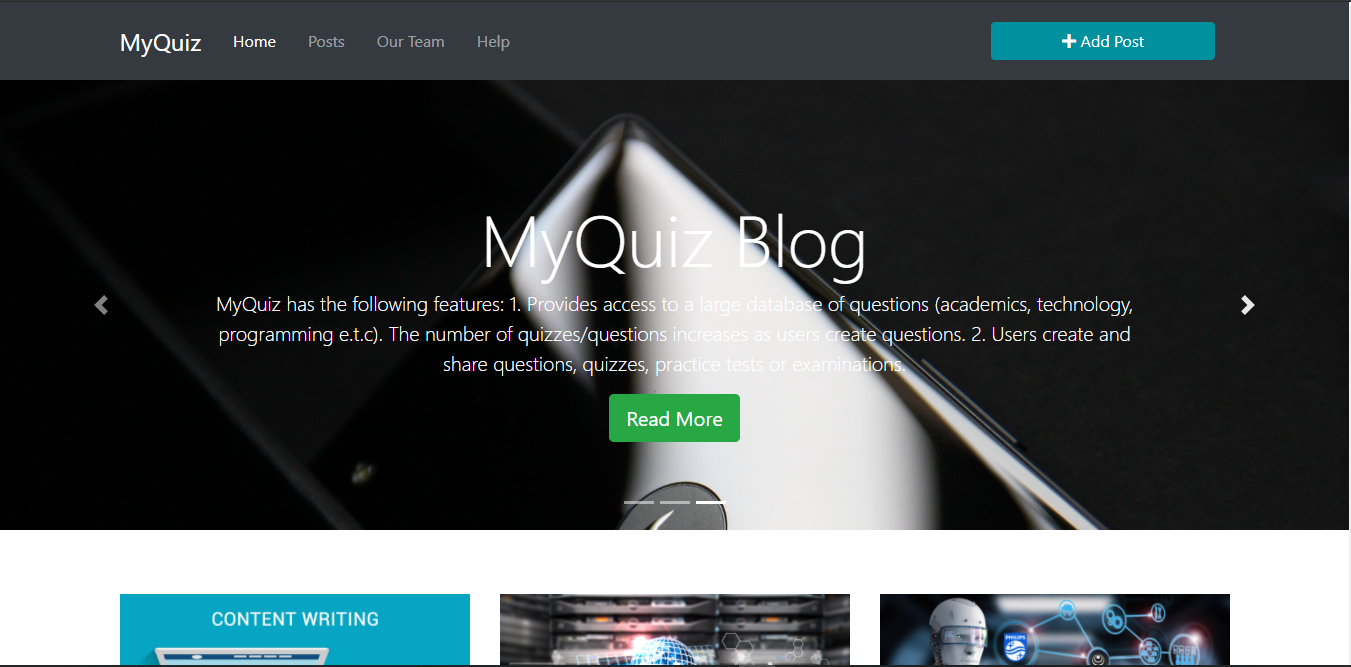 MyQuiz Home Posts Our Team Help Add Post
MyQuiz Blog
MyQuiz has the following features: 1. Provides access to a large database of questions (academics, technology,
programming e.t.c). The number of quizzes/questions increases as users create questions. 2. Users create and
share questions, quizzes, practice tests or examinations.
Read More
CONTENT WRITING
PHILIPS